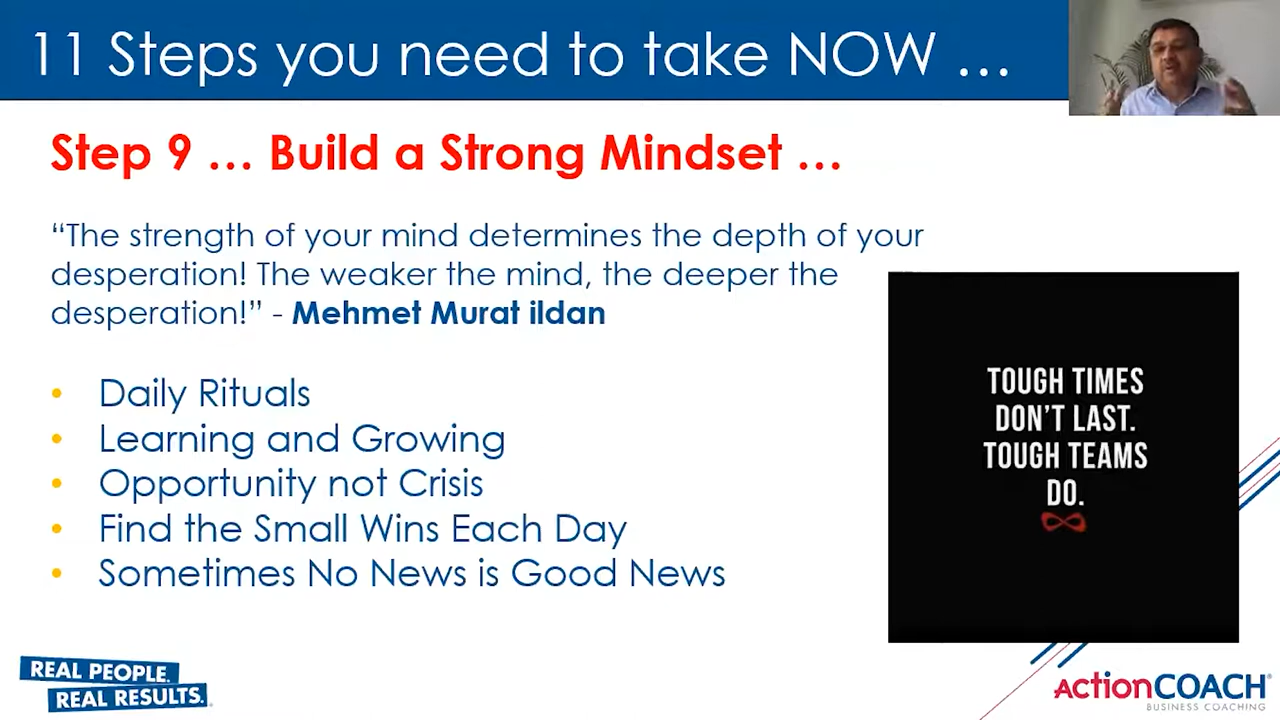 11 Steps you need to take NOW …
Step 9 … Build a Strong Mindset …
“The strength of your mind determines the depth of your
desperation! The weaker the mind, the deeper the
desperation!” - Mehmet Murat ildan
• Daily Rituals
• Learning and Growing
• Opportunity not Crisis
• Find the Small Wins Each Day
• Sometimes No News is Good News
TOUGH TIMES
DON’T LAST.
TOUGH TEAMS
DO.
REAL PEOPLE.
REAL RESULTS.
ActionCOACH
BUSINESS COACHING